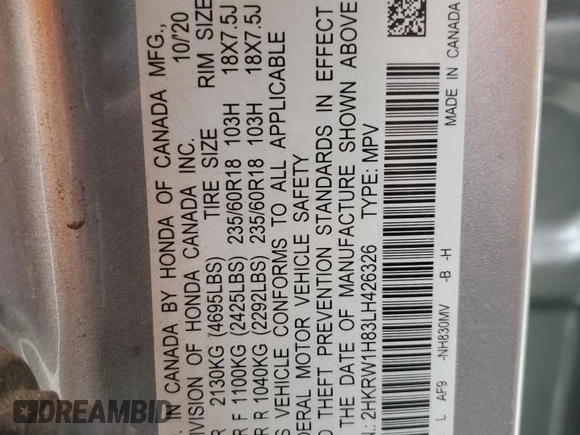 . IN CANADA BY HONDA OF CANADA MFG.,
IVISION OF HONDA CANADA INC. 10/'20
TIRE SIZE RIM SIZE
R 2130KG (4695LBS)
R F 1100KG (2425LBS) 235/60R18 103H 18X7.5J
R R 1040KG (2292LBS) 235/60R18 103H 18X7.5J
S VEHICLE CONFORMS TO ALL APPLICABLE
DERAL MOTOR VEHICLE SAFETY
D THEFT PREVENTION STANDARDS IN EFFECT
THE DATE OF MANUFACTURE SHOWN ABOVE
N: 2HKRW1H83LH426326 TYPE: MPV
L AF9 -NH830MV -B -H
MADE IN CANADA
DREAMBID